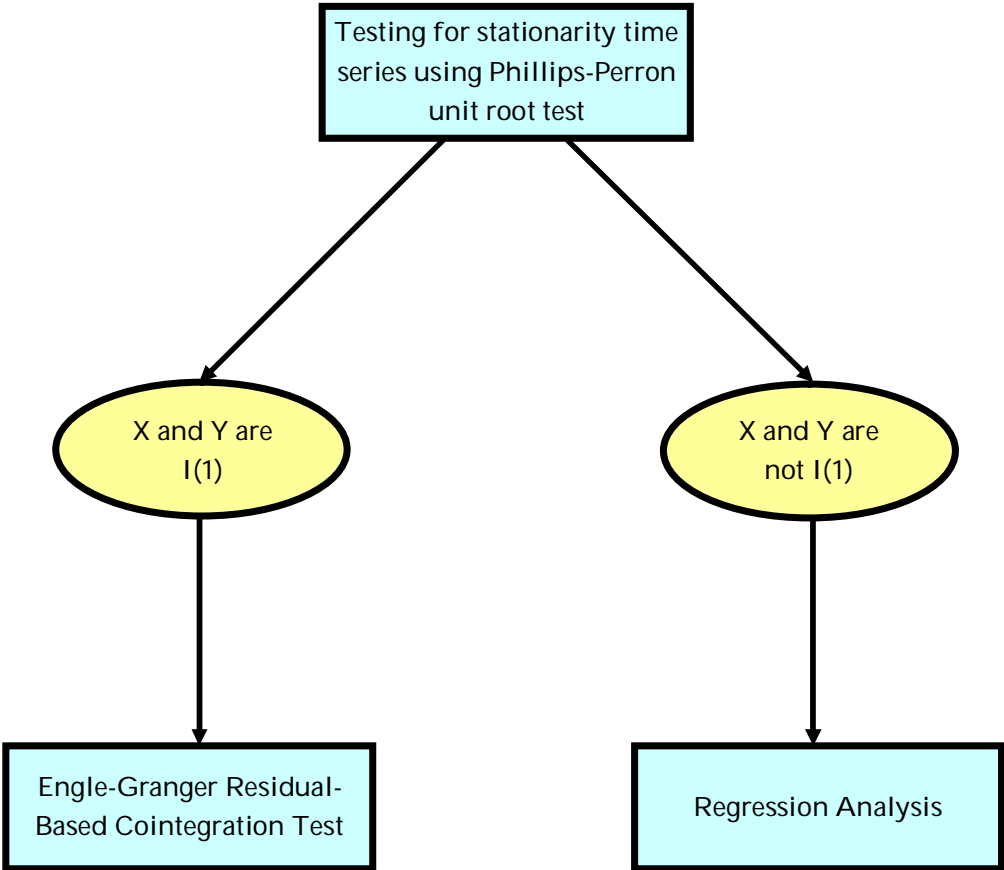 Testing for stationarity time
series using Phillips-Perron
unit root test
X and Y are
I(1)
X and Y are
not I(1)
Engle-Granger Residual-
Based Cointegration Test
Regression Analysis